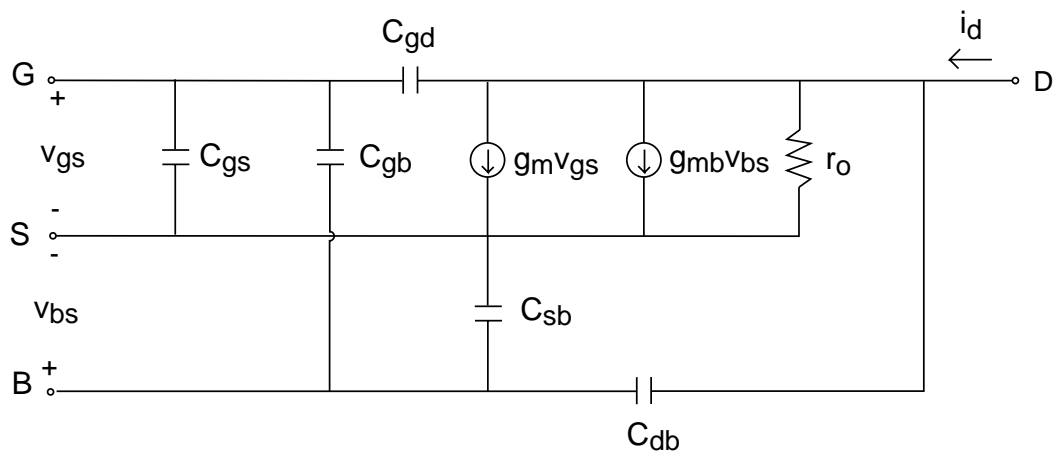 i_d
C_gd
G
D
+
v_gs
C_gs
C_gb
g_m v_gs
g_mb v_bs
r_o
-
S
-
v_bs
C_sb
+
B
C_db